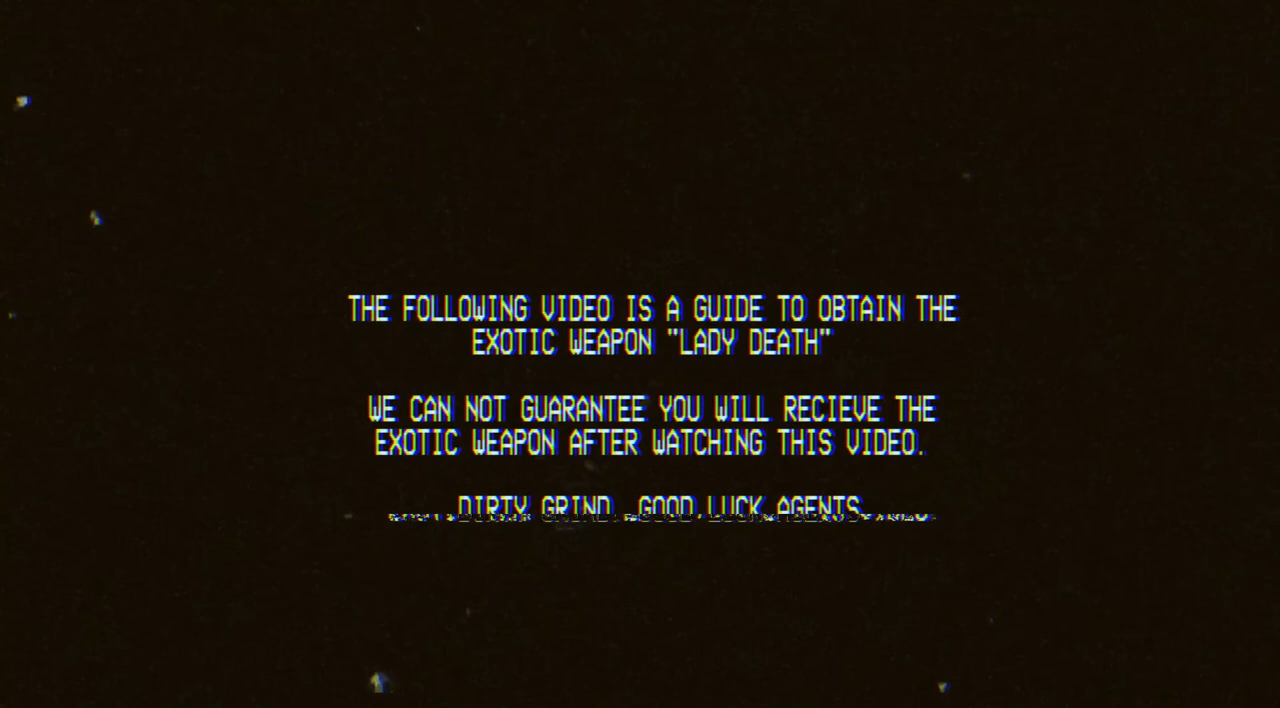 THE FOLLOWING VIDEO IS A GUIDE TO OBTAIN THE
EXOTIC WEAPON "LADY DEATH"
WE CAN NOT GUARANTEE YOU WILL RECIEVE THE
EXOTIC WEAPON AFTER WATCHING THIS VIDEO.
DIRTY GRIND. GOOD LUCK AGENTS